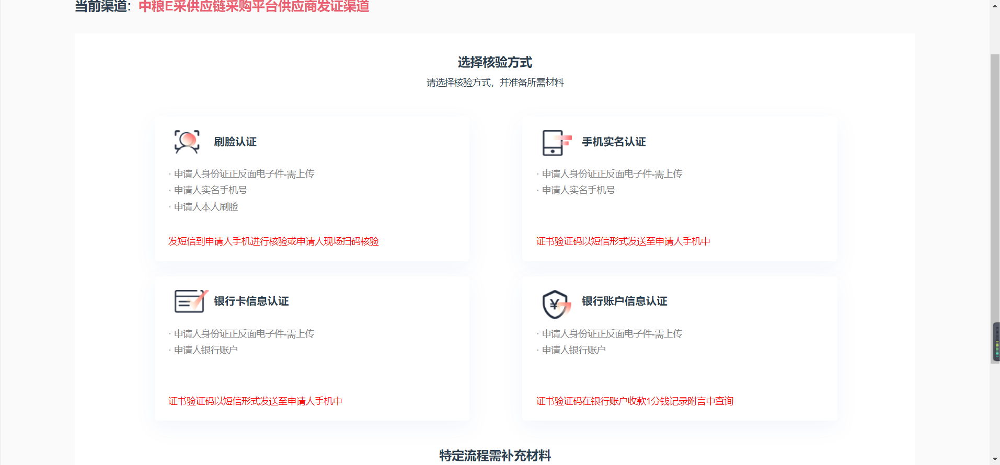 当前渠道：中粮E采供应链采购平台供应商发证渠道
选择核验方式
请选择核验方式，并准备所需材料
刷脸认证
· 申请人身份证正反面电子件-需上传
· 申请人实名手机号
· 申请人本人刷脸
发短信到申请人手机进行核验或申请人现场扫码核验
手机实名认证
· 申请人身份证正反面电子件-需上传
· 申请人实名手机号
证书验证码以短信形式发送至申请人手机中
银行卡信息认证
· 申请人身份证正反面电子件-需上传
· 申请人银行账户
证书验证码以短信形式发送至申请人手机中
银行账户信息认证
· 申请人身份证正反面电子件-需上传
· 申请人银行账户
证书验证码在银行账户收款1分钱记录附言中查询
特定流程需补充材料